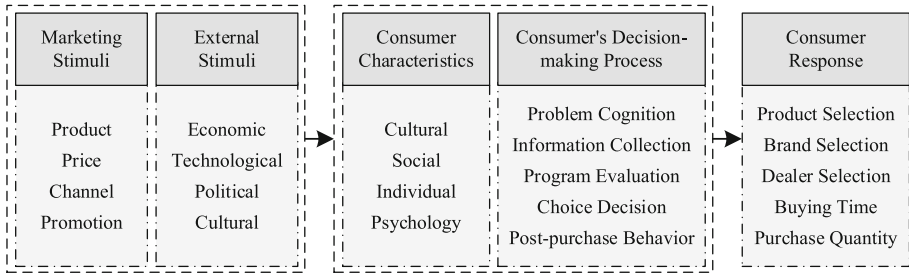 Marketing
Stimuli
Product
Price
Channel
Promotion
External
Stimuli
Economic
Technological
Political
Cultural
Consumer
Characteristics
Cultural
Social
Individual
Psychology
Consumer's Decision-
making Process
Problem Cognition
Information Collection
Program Evaluation
Choice Decision
Post-purchase Behavior
Consumer
Response
Product Selection
Brand Selection
Dealer Selection
Buying Time
Purchase Quantity